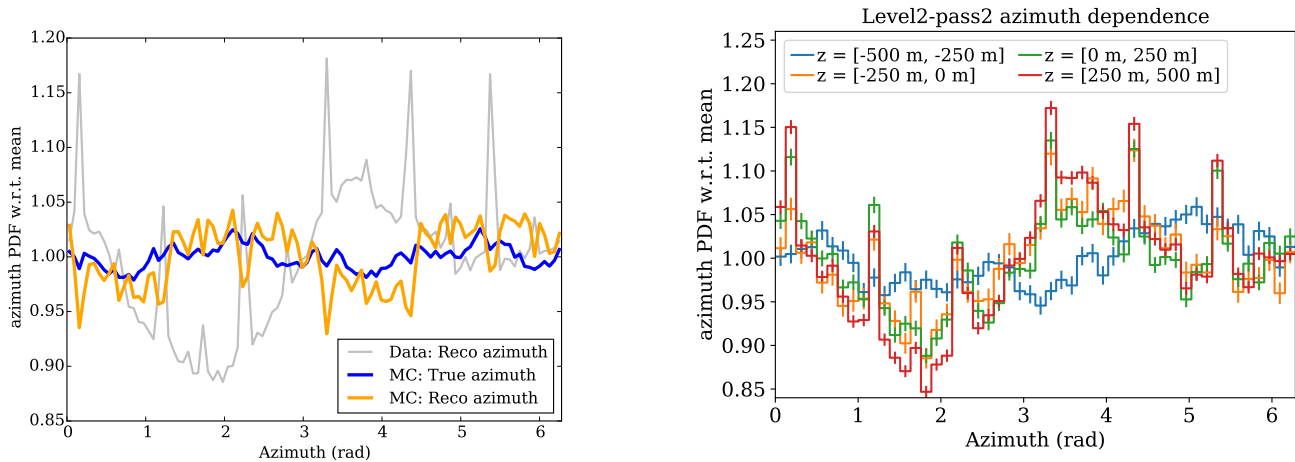 1.20
1.15
1.10
1.05
1.00
0.95
0.90
0.85
azimuth PDF w.r.t. mean
Data: Reco azimuth
MC: True azimuth
MC: Reco azimuth
0 1 2 3 4 5 6
Azimuth (rad)
Level2-pass2 azimuth dependence
1.25
1.20
1.15
1.10
1.05
1.00
0.95
0.90
0.85
azimuth PDF w.r.t. mean
z = [-500 m, -250 m]
z = [-250 m, 0 m]
z = [0 m, 250 m]
z = [250 m, 500 m]
0 1 2 3 4 5 6
Azimuth (rad)